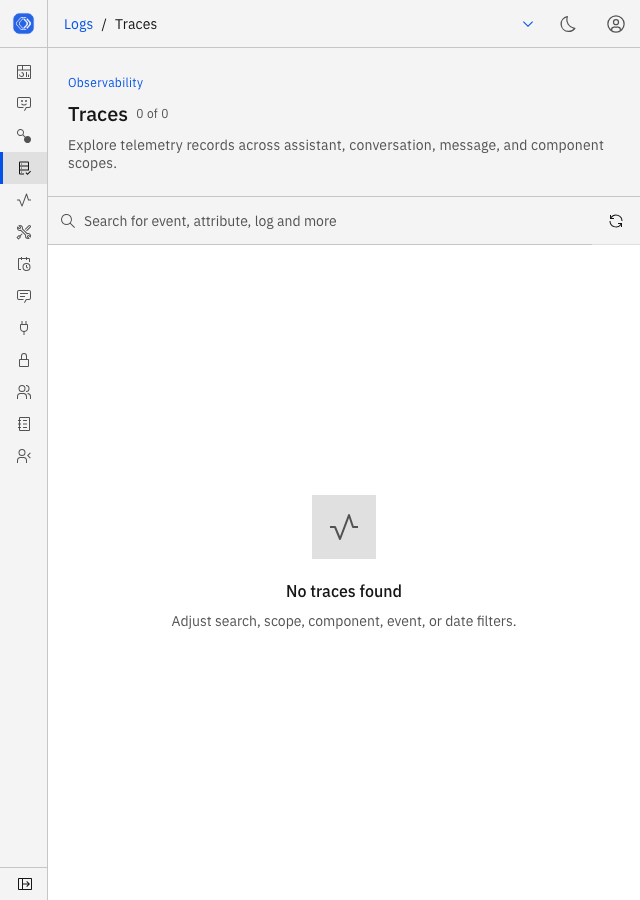 Logs / Traces
Observability
Traces 0 of 0
Explore telemetry records across assistant, conversation, message, and component
scopes.
Search for event, attribute, log and more
No traces found
Adjust search, scope, component, event, or date filters.